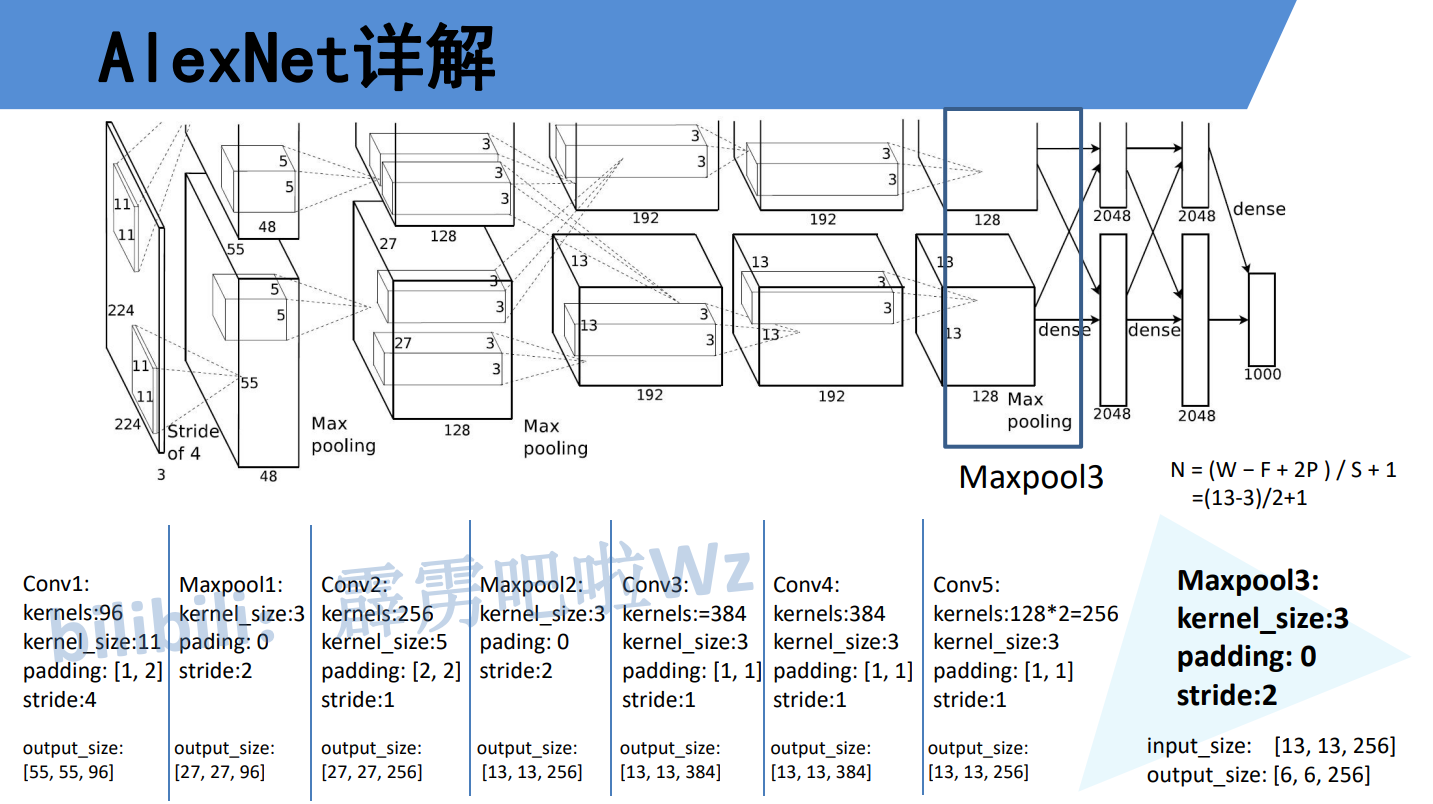 AlexNet详解
11
11
224
11
11
224
3
Stride
of 4
5
5
48
55
5
5
55
48
Max
pooling
3
3
3
128
27
3
3
27
3
3
128
Max
pooling
3
3
192
13
3
3
13
192
3
3
192
13
3
3
13
192
128
13
13
128
Max
pooling
dense
2048
2048
dense
dense
2048
2048
1000
Maxpool3
N = (W − F + 2P ) / S + 1
=(13-3)/2+1
bilibili: 霹雳吧啦Wz
Conv1:
kernels:96
kernel_size:11
padding: [1, 2]
stride:4
output_size:
[55, 55, 96]
Maxpool1:
kernel_size:3
pading: 0
stride:2
output_size:
[27, 27, 96]
Conv2:
kernels:256
kernel_size:5
padding: [2, 2]
stride:1
output_size:
[27, 27, 256]
Maxpool2:
kernel_size:3
pading: 0
stride:2
output_size:
[13, 13, 256]
Conv3:
kernels:=384
kernel_size:3
padding: [1, 1]
stride:1
output_size:
[13, 13, 384]
Conv4:
kernels:384
kernel_size:3
padding: [1, 1]
stride:1
output_size:
[13, 13, 384]
Conv5:
kernels:128*2=256
kernel_size:3
padding: [1, 1]
stride:1
output_size:
[13, 13, 256]
Maxpool3:
kernel_size:3
padding: 0
stride:2
input_size: [13, 13, 256]
output_size: [6, 6, 256]